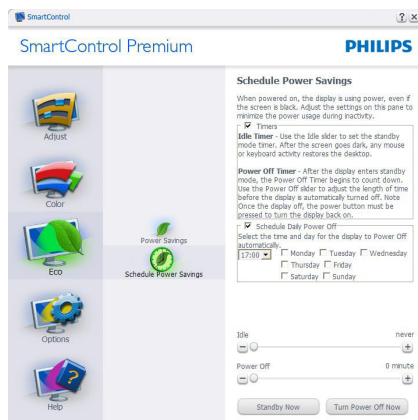 SmartControl
SmartControl Premium
PHILIPS
Adjust
Color
Eco
Options
Help
Power Savings
Schedule Power Savings
Schedule Power Savings
When powered on, the display is using power, even if
the screen is black. Adjust the settings on this pane to
minimize the power usage during inactivity.
Timers
Idle Timer - Use the Idle slider to set the standby
mode timer. After the screen goes dark, any mouse
or keyboard activity restores the desktop.
Power Off Timer - After the display enters standby
mode, the Power Off Timer begins to count down.
Use the Power Off slider to adjust the length of time
before the display is automatically turned off. Note
Once the display off, the power button must be
pressed to turn the display back on.
Schedule Daily Power Off
Select the time and day for the display to Power Off
automatically.
17:00 Monday Tuesday Wednesday
Thursday Friday
Saturday Sunday
Idle never
Power Off 0 minute
Standby Now Turn Power Off Now